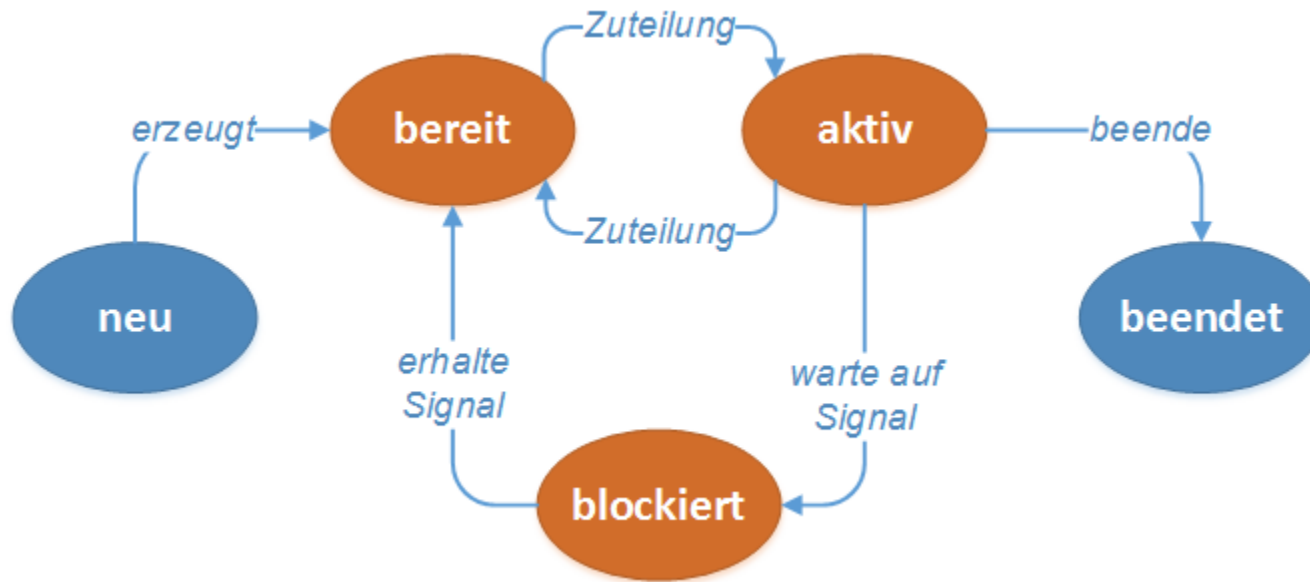 Zuteilung
erzeugt
bereit
aktiv
beende
Zuteilung
neu
beendet
erhalte
Signal
warte auf
Signal
blockiert